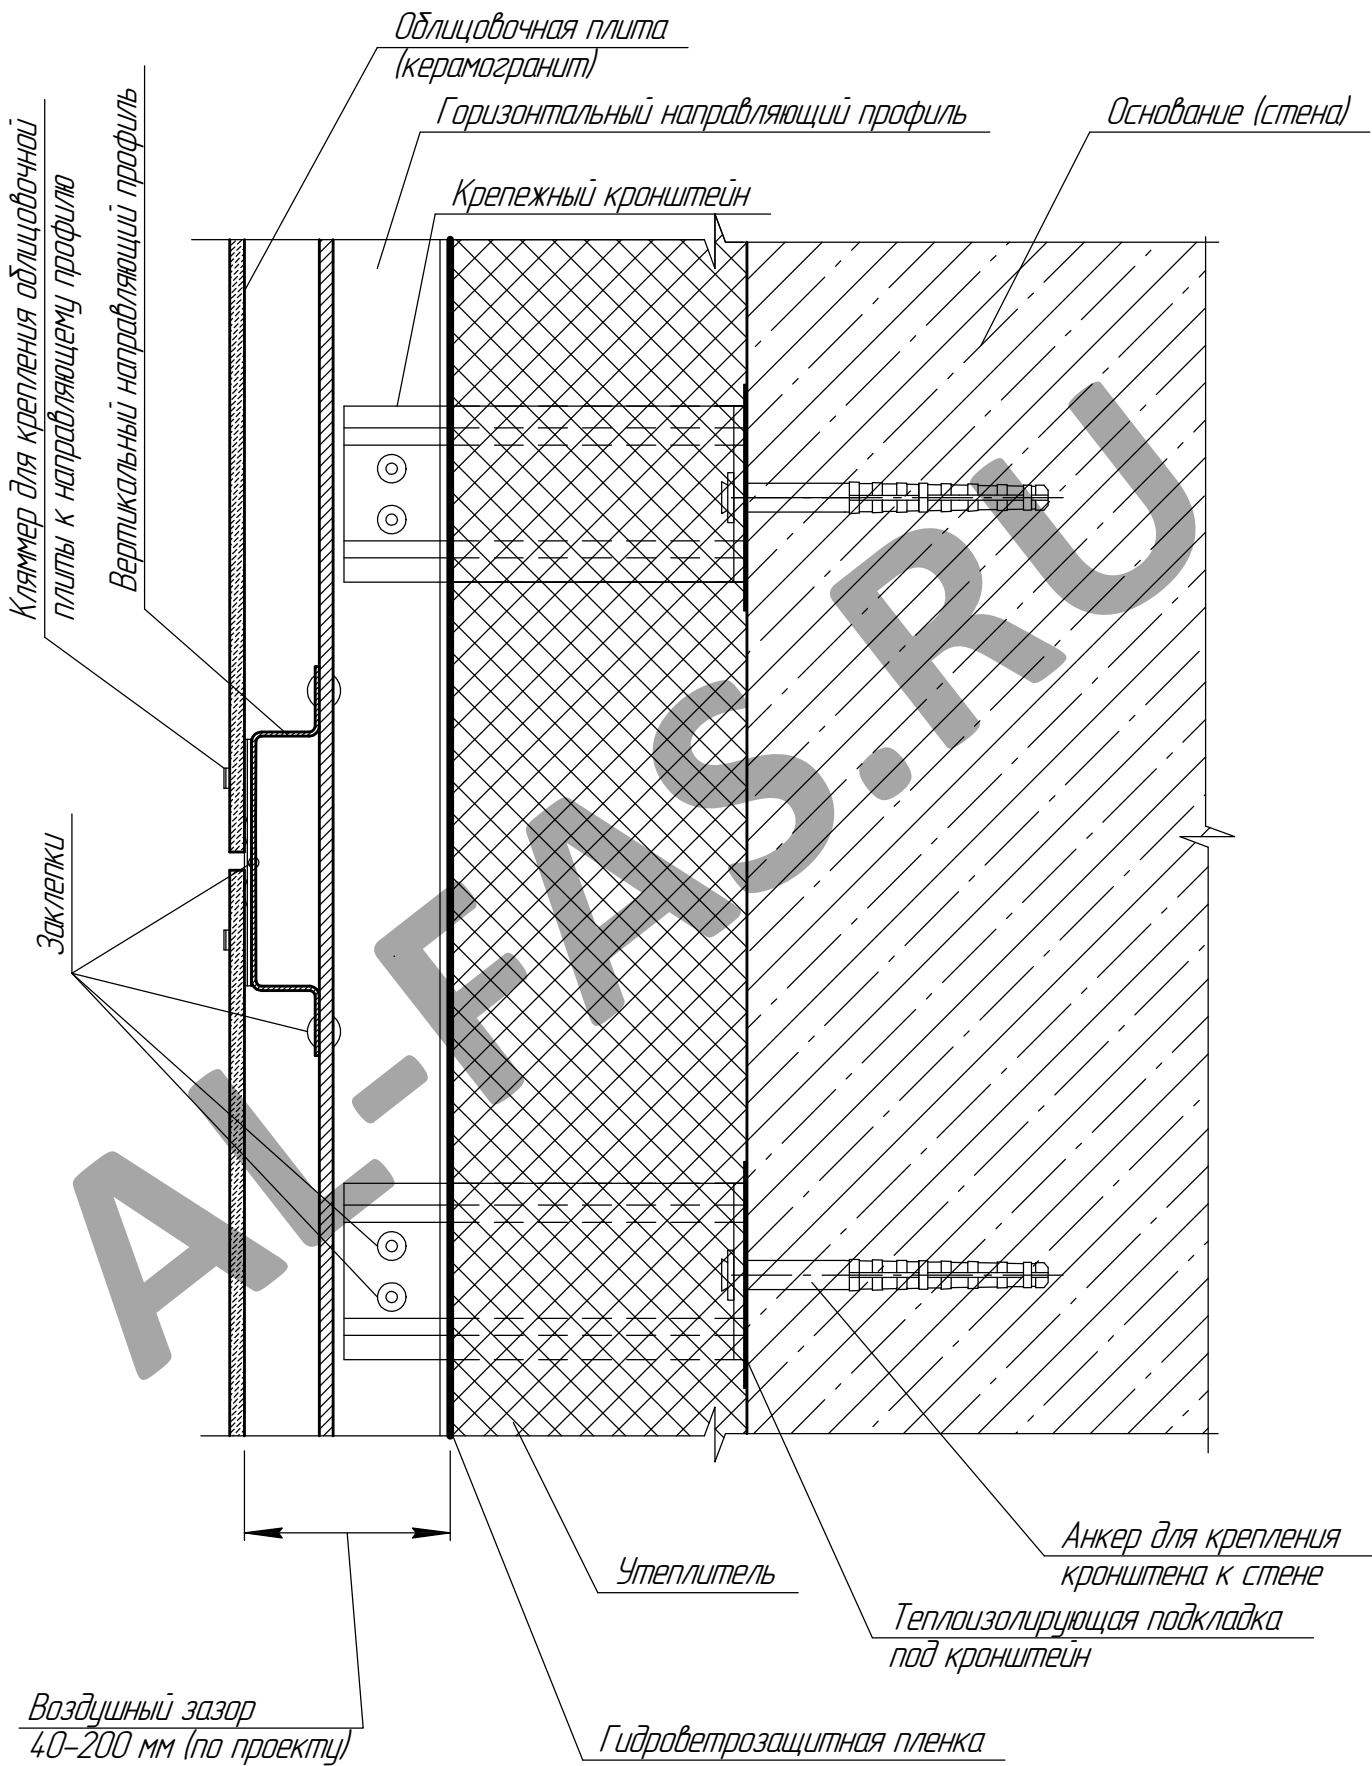 Облицовочная плита
(керамогранит)
Горизонтальный направляющий профиль
Основание (стена)
Крепежный кронштейн
Кляммер для крепления облицовочной
плиты к направляющему профилю
Вертикальный направляющий профиль
Заклепки
AL-FAS.RU
Анкер для крепления
кронштена к стене
Утеплитель
Теплоизолирующая подкладка
под кронштейн
Воздушный зазор
40-200 мм (по проекту)
Гидроветрозащитная пленка